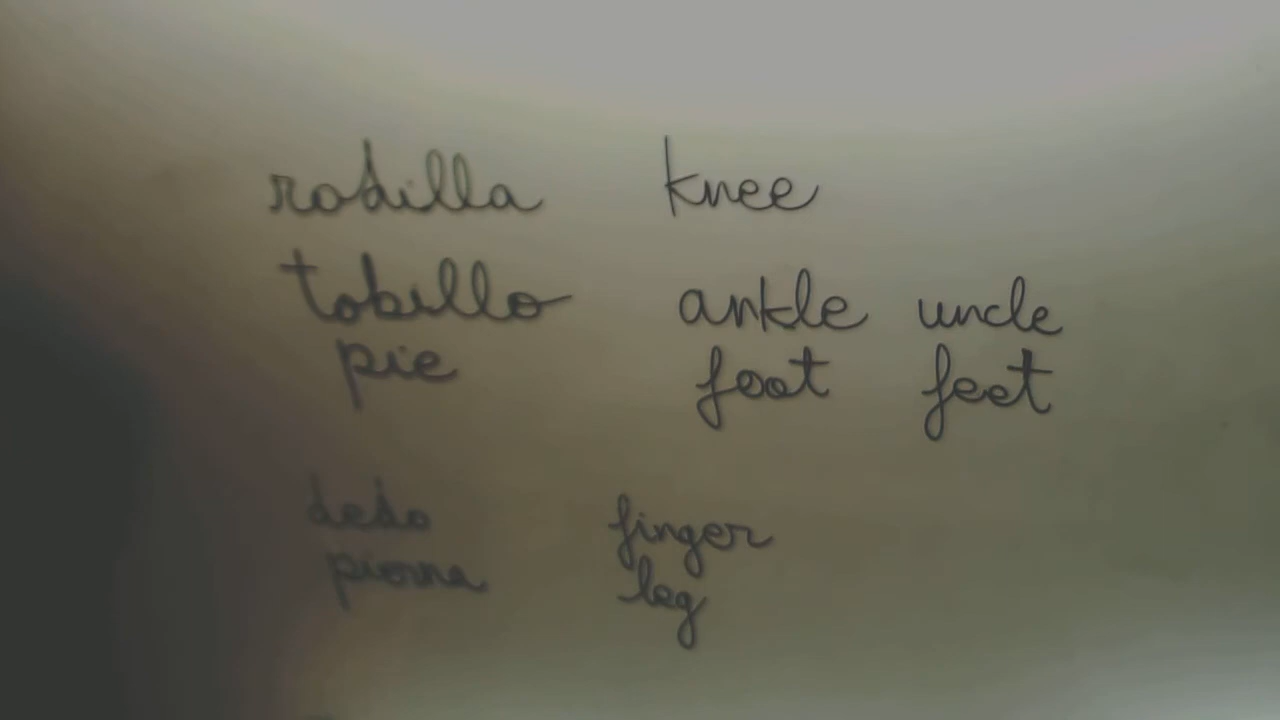 rodilla knee
tobillo ankle uncle
pie foot feet
dedo finger
pierna leg